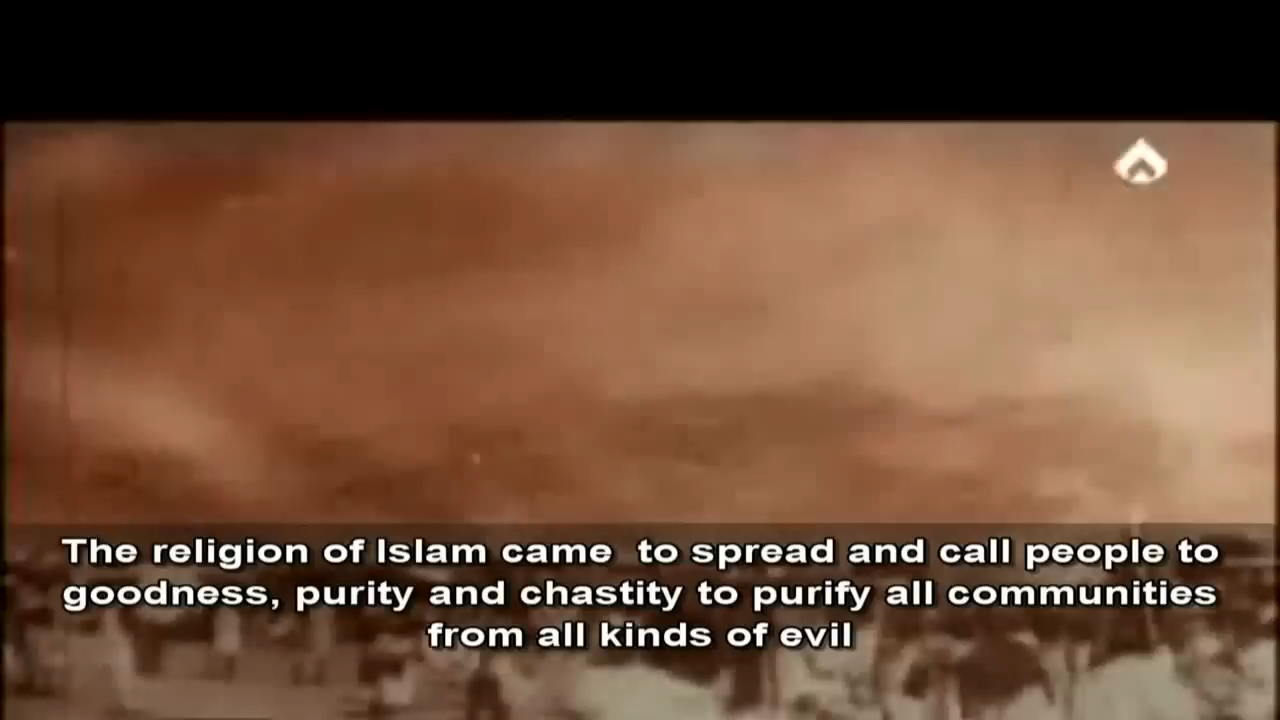 The religion of Islam came  to spread and call people to
goodness, purity and chastity to purify all communities
from all kinds of evil